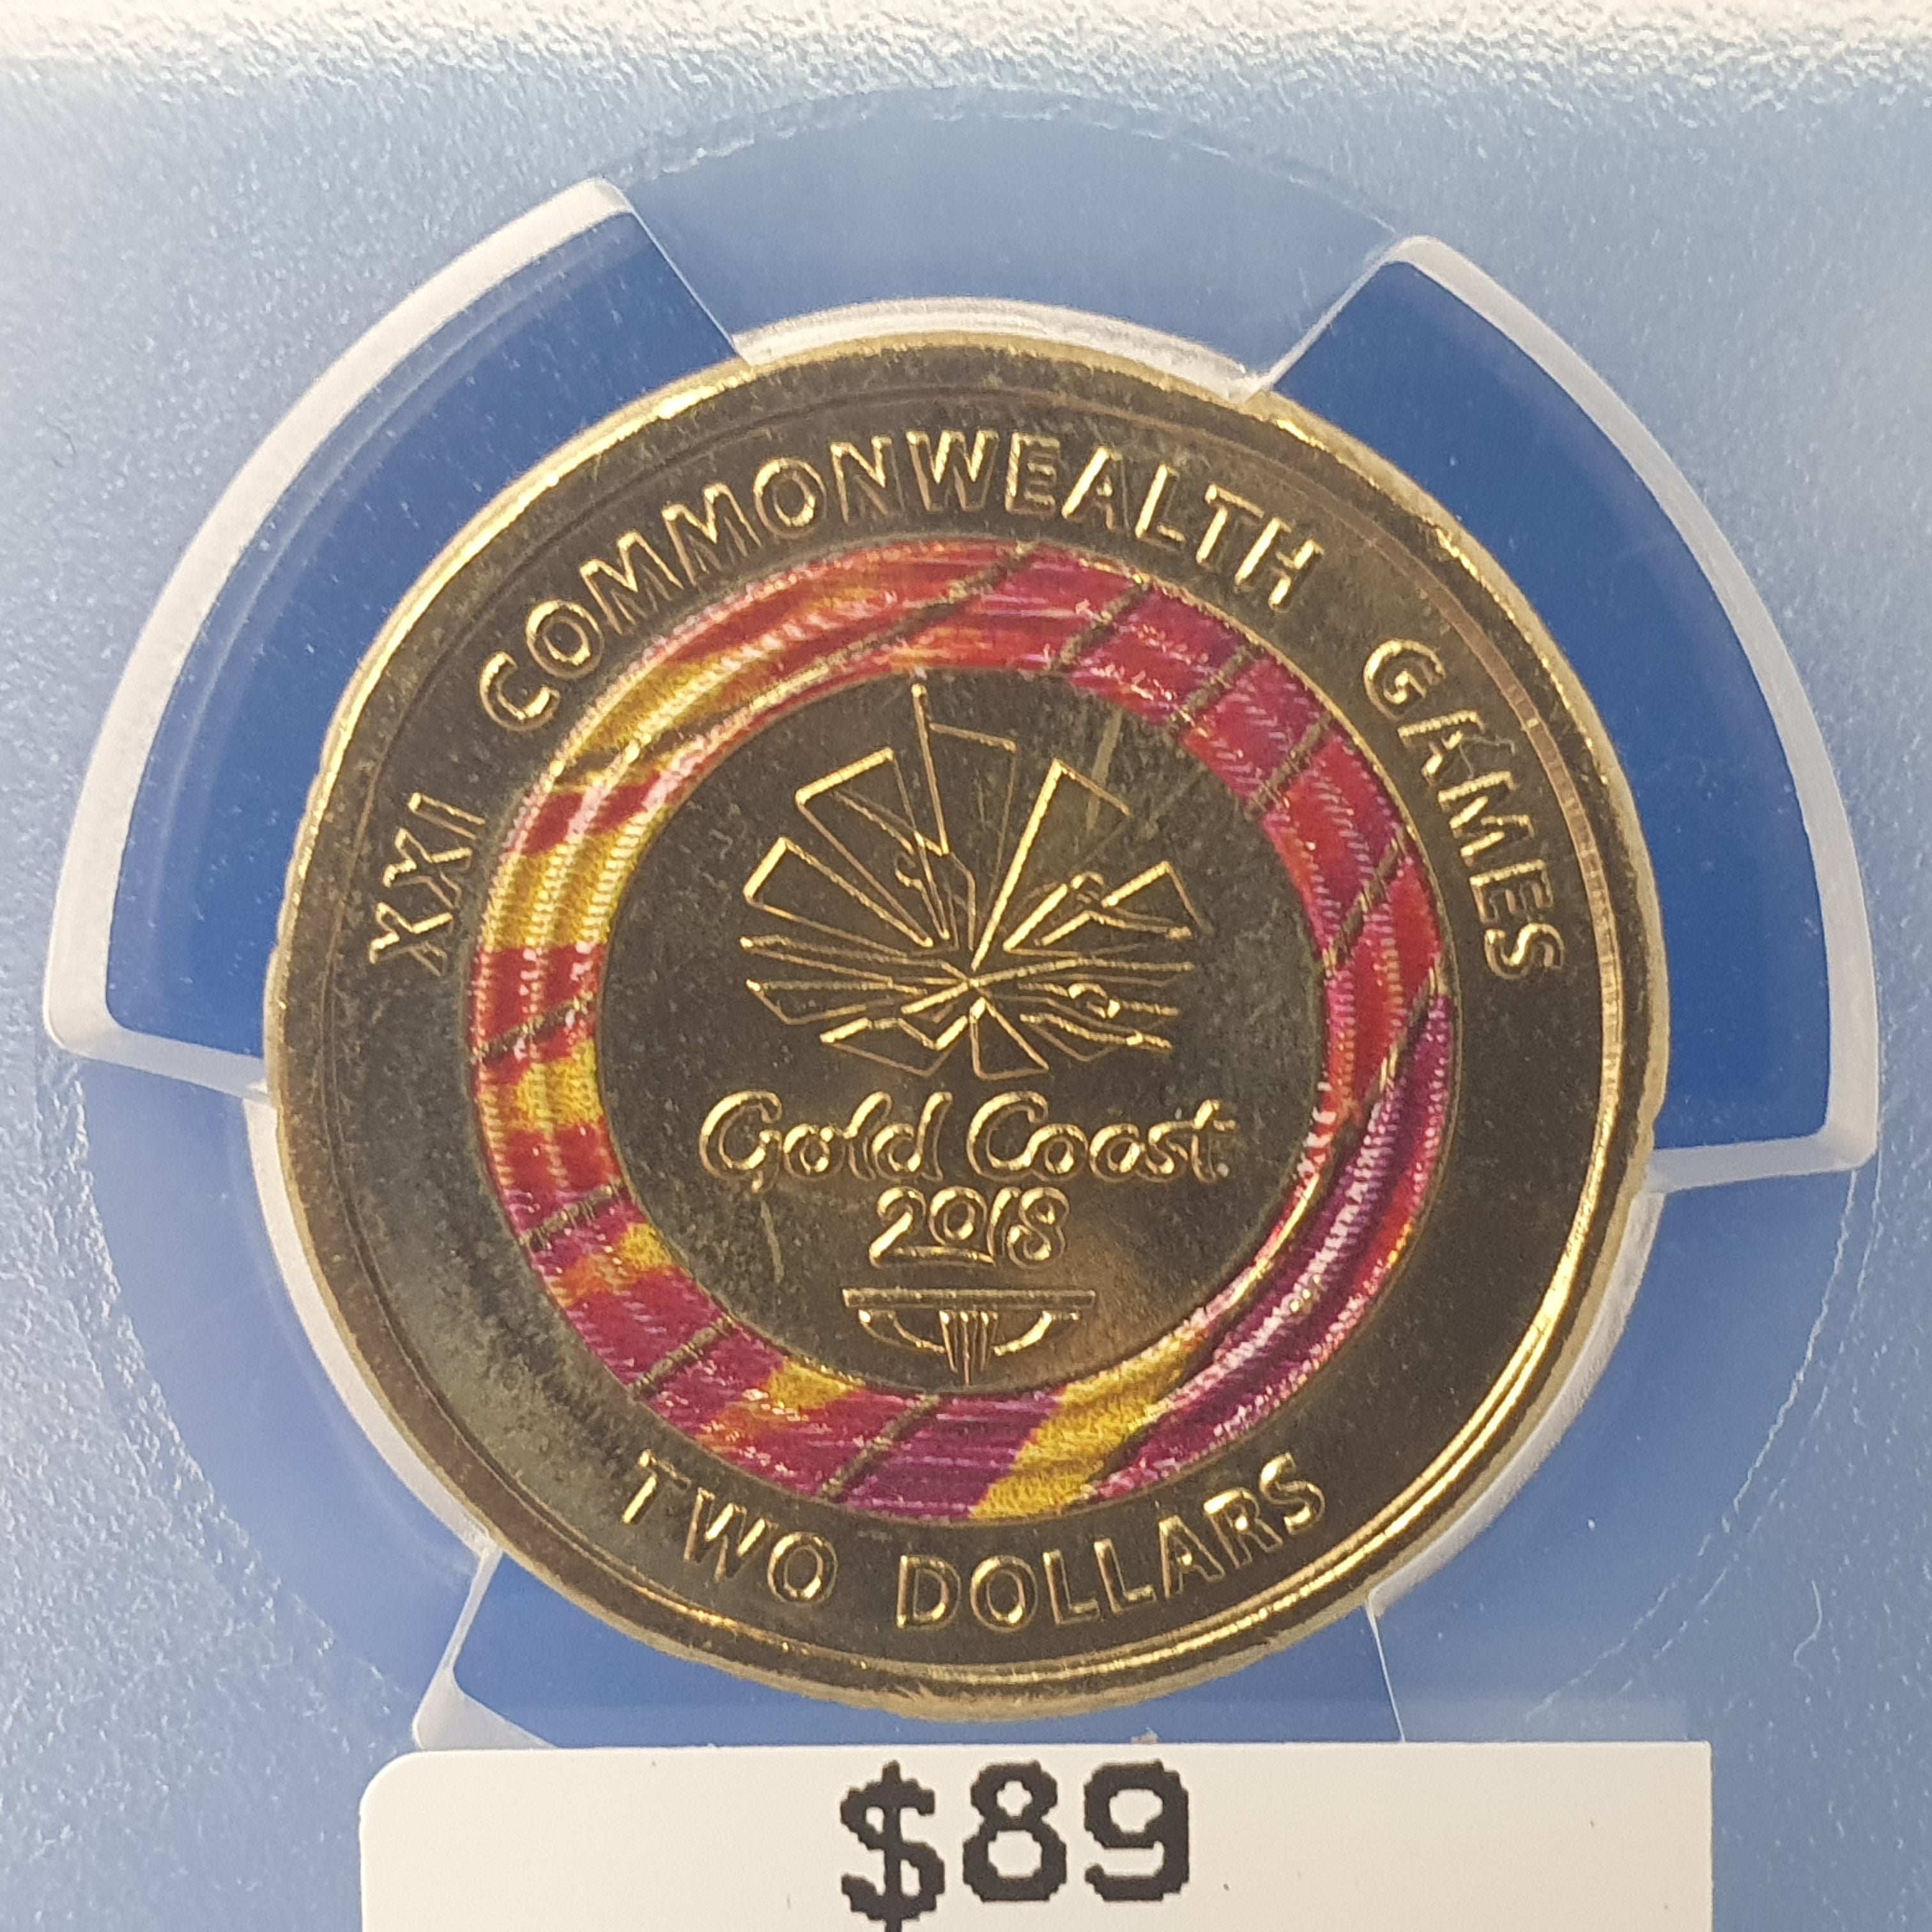 XXI COMMONWEALTH GAMES
Gold Coast
2018
TWO DOLLARS
$89